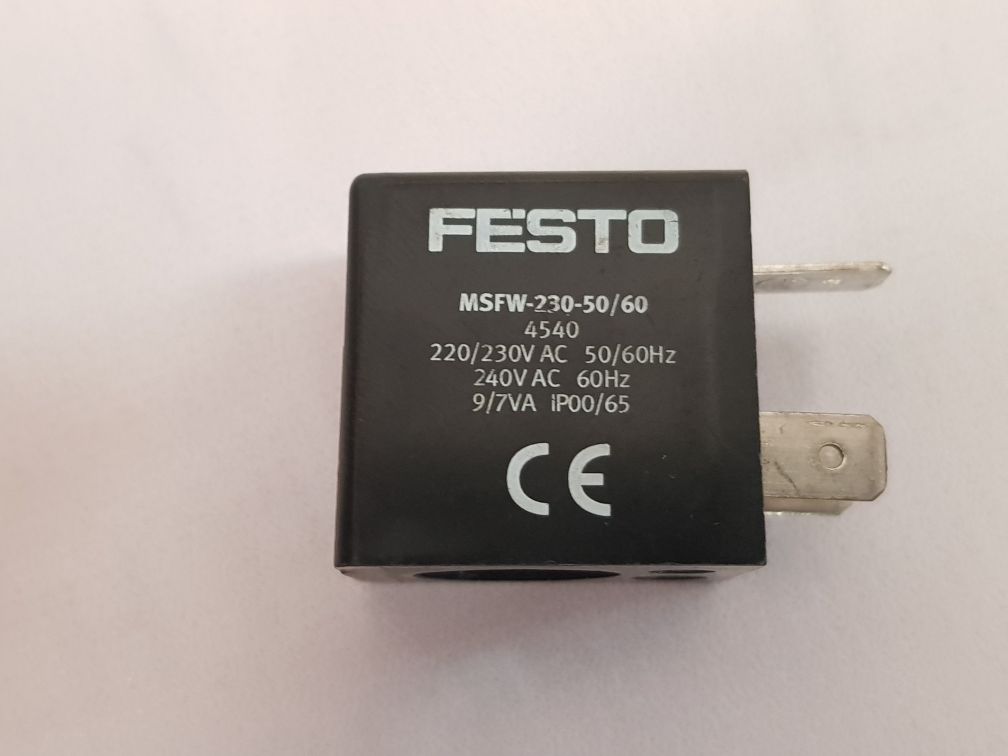 FESTO
MSFW-230-50/60
4540
220/230V AC 50/60Hz
240V AC 60Hz
9/7VA IP00/65
CE